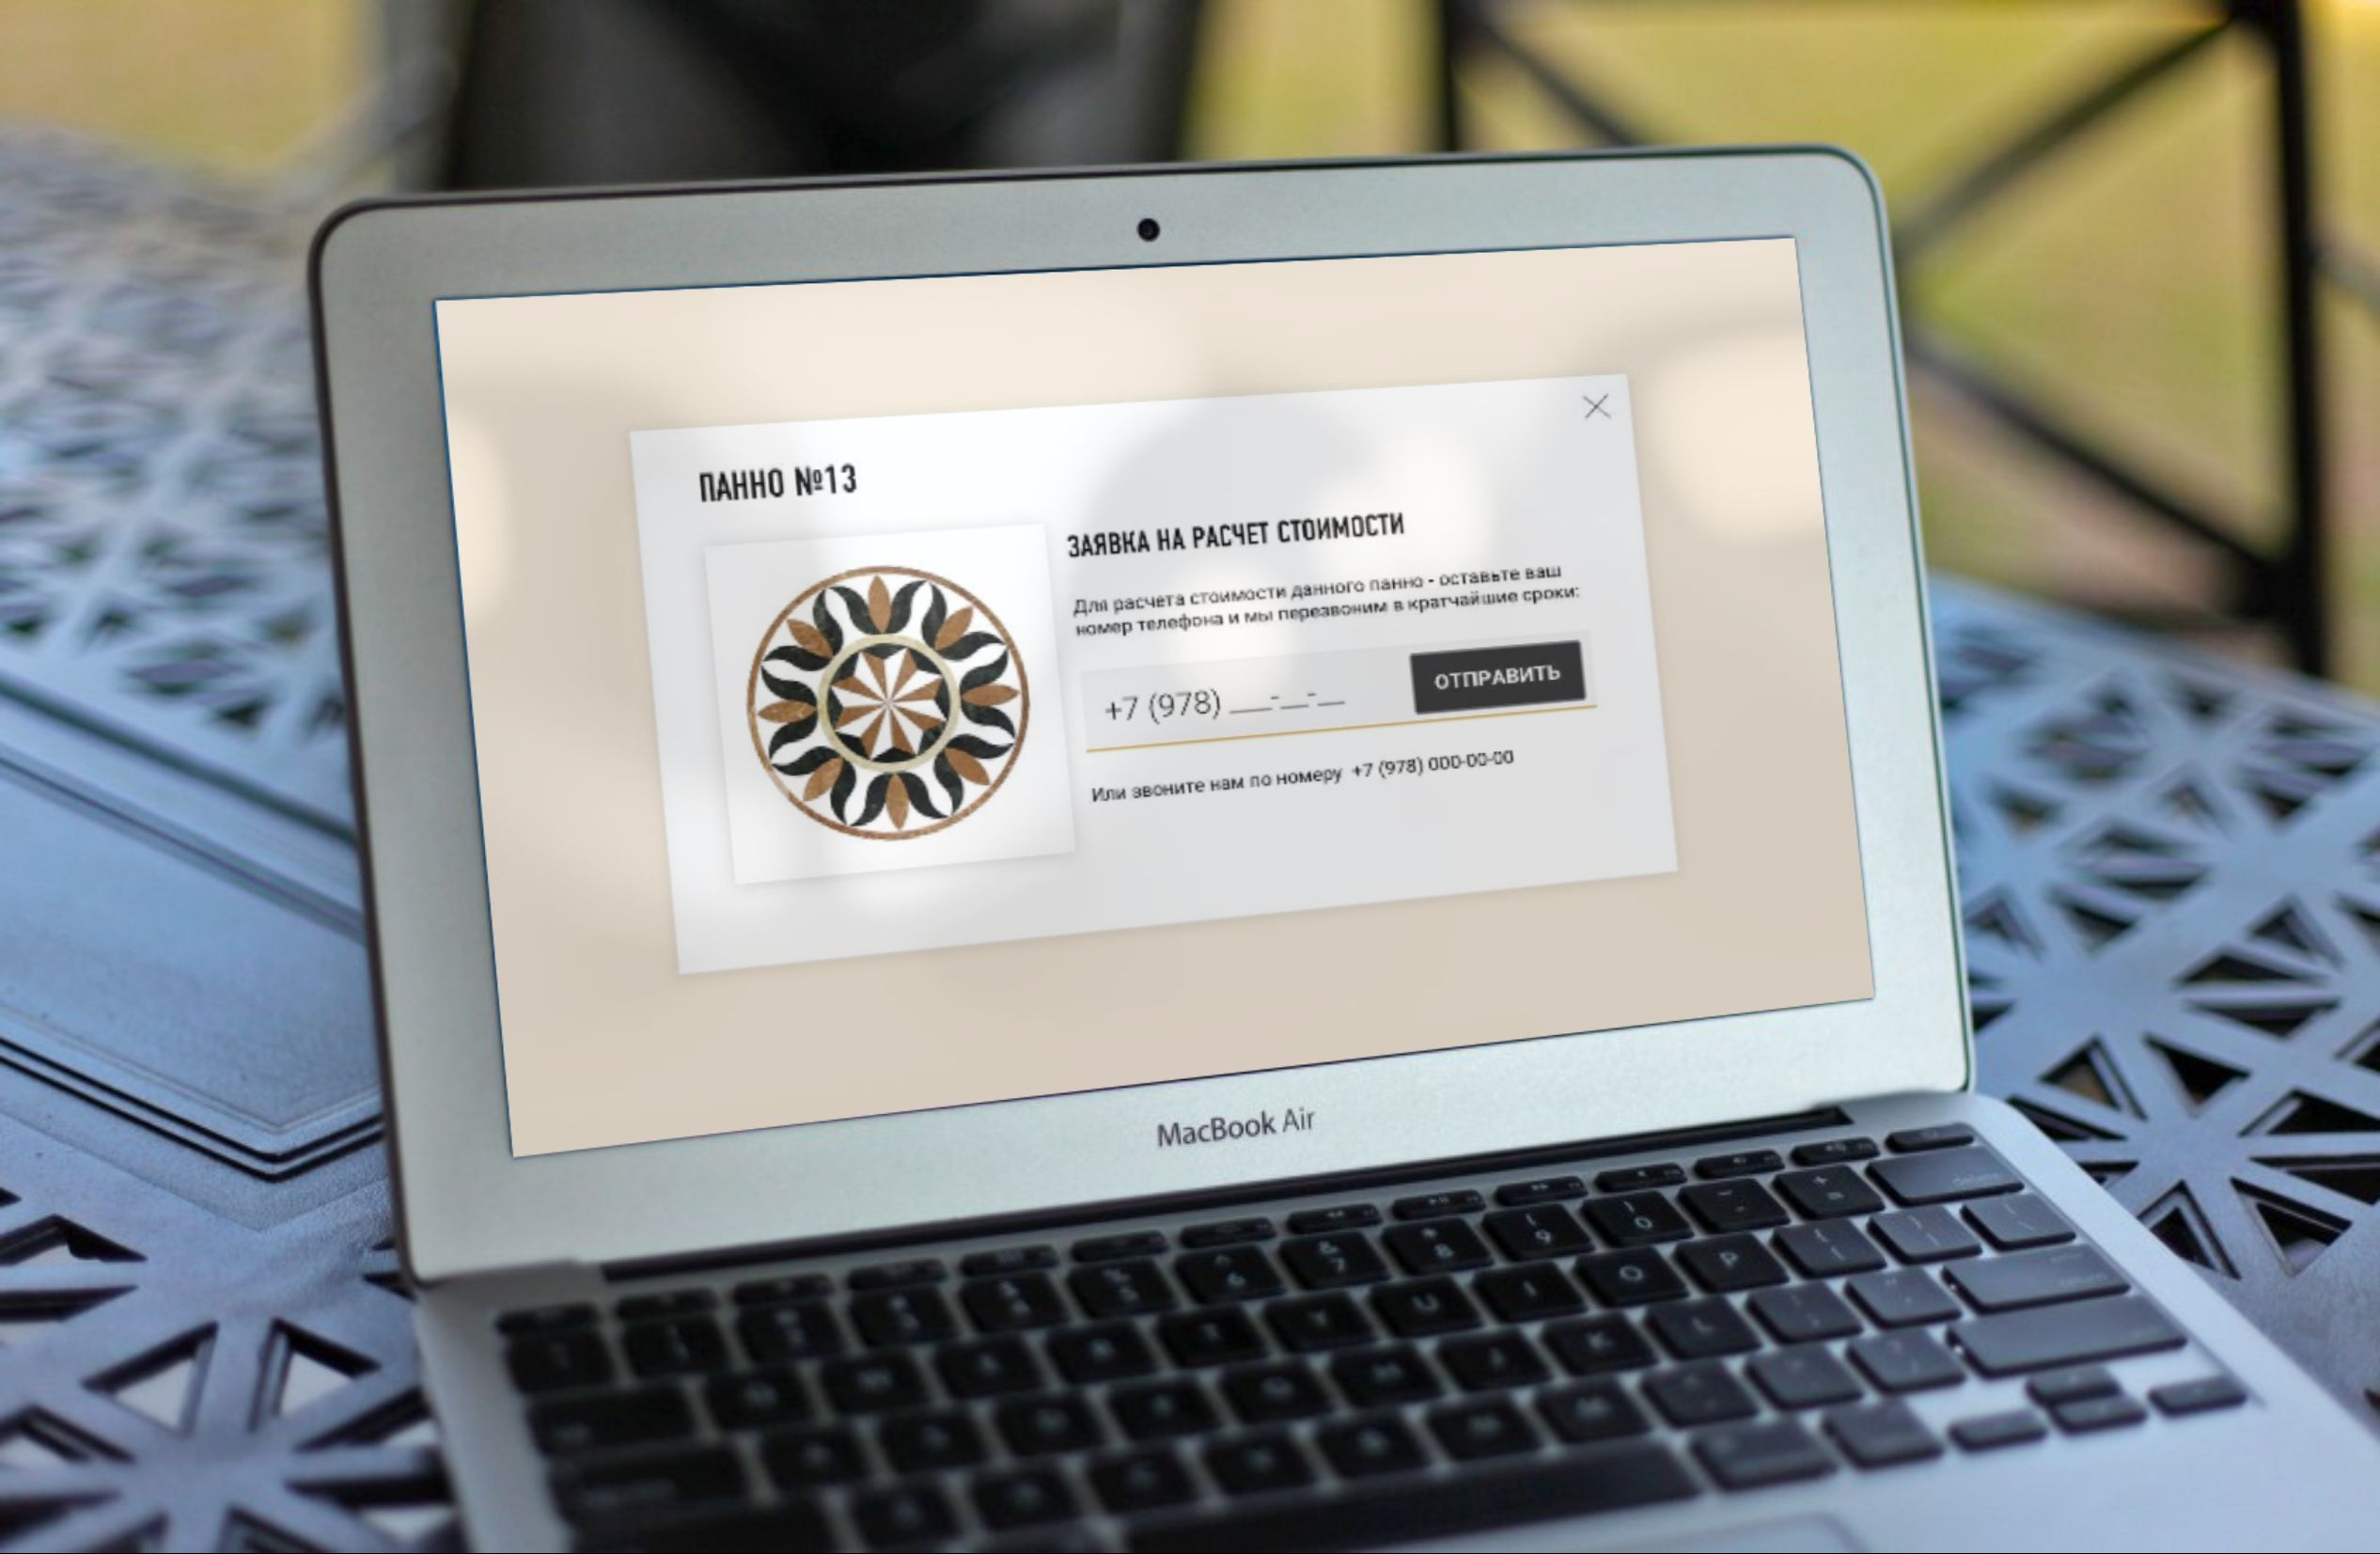 ПАННО №13
ЗАЯВКА НА РАСЧЕТ СТОИМОСТИ
Для расчета стоимости данного панно - оставьте ваш
номер телефона и мы перезвоним в кратчайшие сроки:
+7 (978) ___-__-__
ОТПРАВИТЬ
Или звоните нам по номеру +7 (978) 000-00-00
MacBook Air